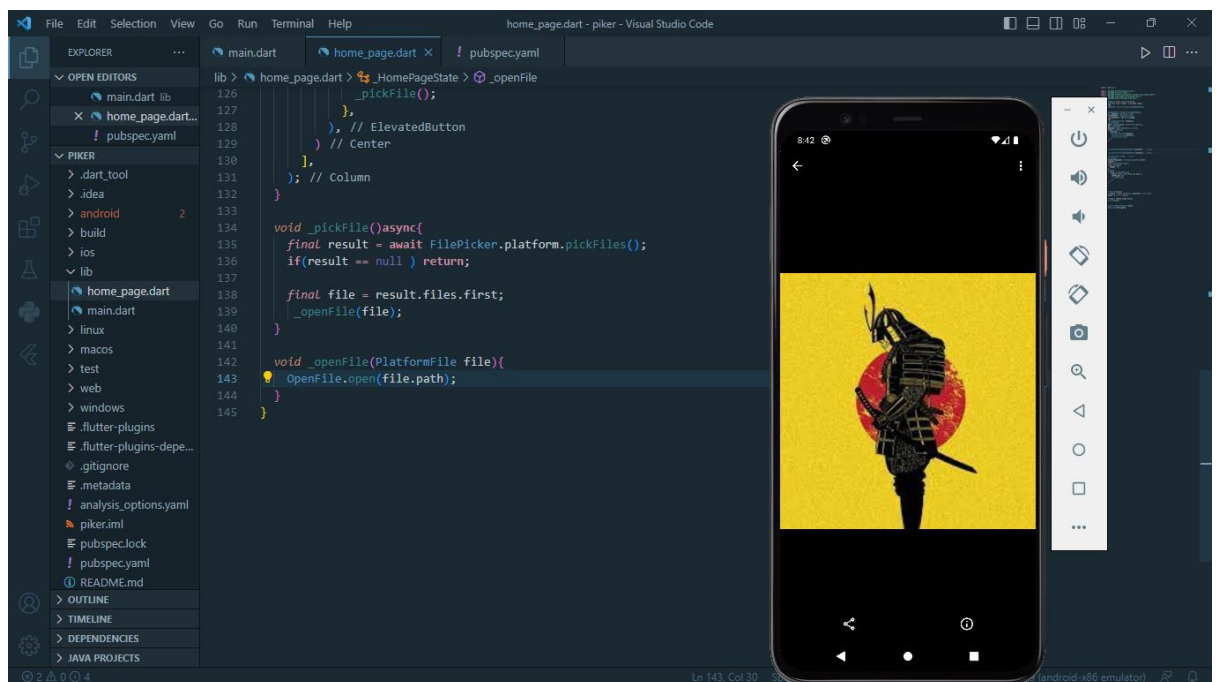 File Edit Selection View Go Run Terminal Help
home_page.dart - piker - Visual Studio Code
EXPLORER
OPEN EDITORS
main.dart lib
home_page.dart...
pubspec.yaml
PIKER
.dart_tool
.idea
android 2
build
ios
lib
home_page.dart
main.dart
linux
macos
test
web
windows
.flutter-plugins
.flutter-plugins-depe...
.gitignore
.metadata
analysis_options.yaml
piker.iml
pubspec.lock
pubspec.yaml
README.md
OUTLINE
TIMELINE
DEPENDENCIES
JAVA PROJECTS
main.dart home_page.dart pubspec.yaml
lib > home_page.dart > _HomePageState > _openFile
126 _pickFile();
127 },
128 ), // ElevatedButton
129 ) // Center
130 ],
131 ); // Column
132 }
133
134 void _pickFile()async{
135 final result = await FilePicker.platform.pickFiles();
136 if(result == null ) return;
137
138 final file = result.files.first;
139 _openFile(file);
140 }
141
142 void _openFile(PlatformFile file){
143 OpenFile.open(file.path);
144 }
145 }
8:42
2 0 4
Ln 143, Col 30
(android-x86 emulator)